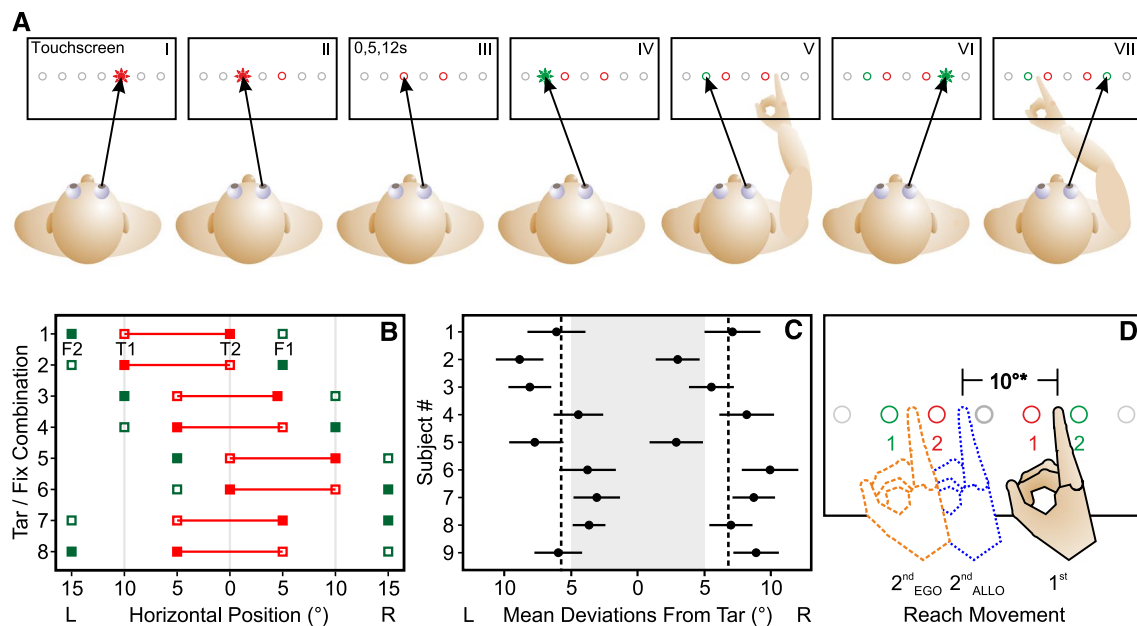 A
Touchscreen I
II
0,5,12s III
IV
V
VI
VII
B
Tar / Fix Combination
1
F2 T1 T2 F1
2
3
4
5
6
7
8
15 10 5 0 5 10 15
L Horizontal Position (°) R
C
Subject #
1
2
3
4
5
6
7
8
9
10 5 0 5 10
L Mean Deviations From Tar (°) R
D
10°*
1 2 1 2
2nd EGO 2nd ALLO 1st
Reach Movement